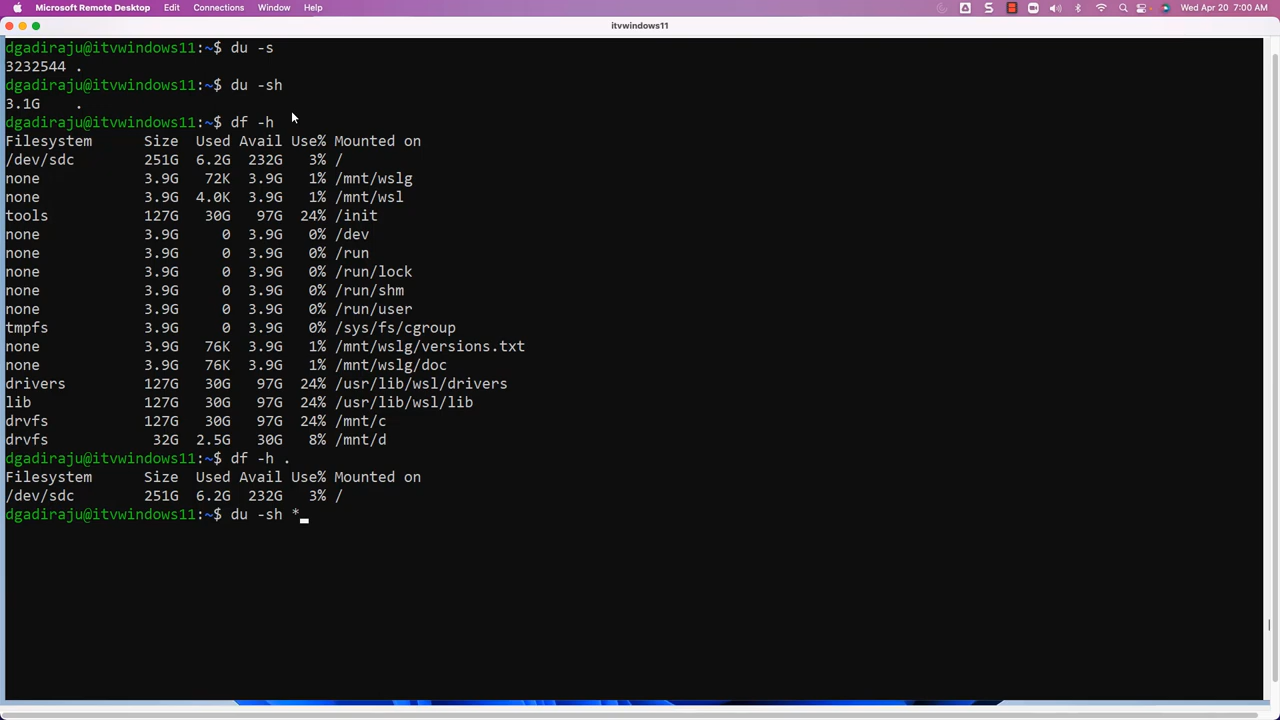 Microsoft Remote Desktop Edit Connections Window Help Wed Apr 20 7:00 AM
itvwindows11
dgadiraju@itvwindows11:~$ du -s
3232544 .
dgadiraju@itvwindows11:~$ du -sh
3.1G .
dgadiraju@itvwindows11:~$ df -h
Filesystem Size Used Avail Use% Mounted on
/dev/sdc 251G 6.2G 232G 3% /
none 3.9G 72K 3.9G 1% /mnt/wslg
none 3.9G 4.0K 3.9G 1% /mnt/wsl
tools 127G 30G 97G 24% /init
none 3.9G 0 3.9G 0% /dev
none 3.9G 0 3.9G 0% /run
none 3.9G 0 3.9G 0% /run/lock
none 3.9G 0 3.9G 0% /run/shm
none 3.9G 0 3.9G 0% /run/user
tmpfs 3.9G 0 3.9G 0% /sys/fs/cgroup
none 3.9G 76K 3.9G 1% /mnt/wslg/versions.txt
none 3.9G 76K 3.9G 1% /mnt/wslg/doc
drivers 127G 30G 97G 24% /usr/lib/wsl/drivers
lib 127G 30G 97G 24% /usr/lib/wsl/lib
drvfs 127G 30G 97G 24% /mnt/c
drvfs 32G 2.5G 30G 8% /mnt/d
dgadiraju@itvwindows11:~$ df -h .
Filesystem Size Used Avail Use% Mounted on
/dev/sdc 251G 6.2G 232G 3% /
dgadiraju@itvwindows11:~$ du -sh *